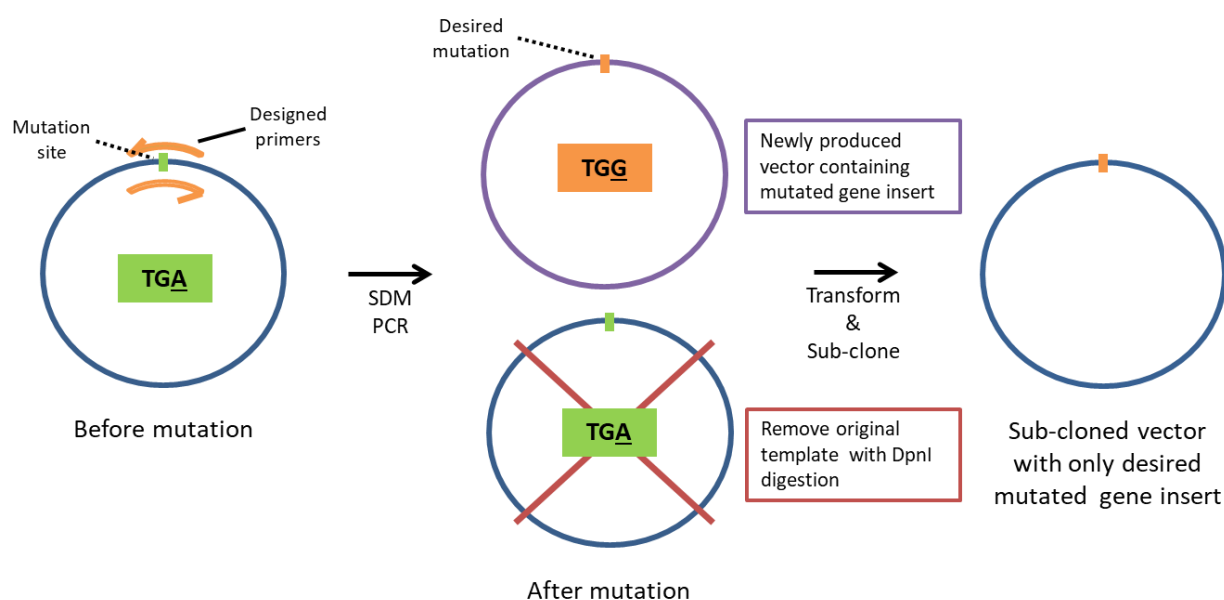 Mutation
site
Designed
primers
TGA
Before mutation
SDM
PCR
Desired
mutation
TGG
Newly produced
vector containing
mutated gene insert
TGA
Remove original
template with DpnI
digestion
After mutation
Transform
&
Sub-clone
Sub-cloned vector
with only desired
mutated gene insert